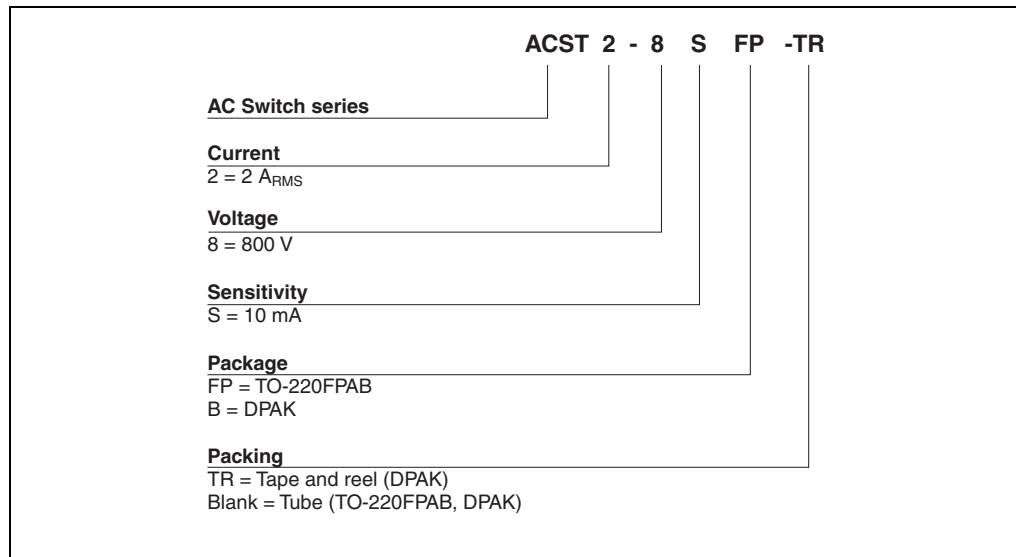 ACST 2 - 8 S FP -TR
AC Switch series
Current
2 = 2 ARMS
Voltage
8 = 800 V
Sensitivity
S = 10 mA
Package
FP = TO-220FPAB
B = DPAK
Packing
TR = Tape and reel (DPAK)
Blank = Tube (TO-220FPAB, DPAK)